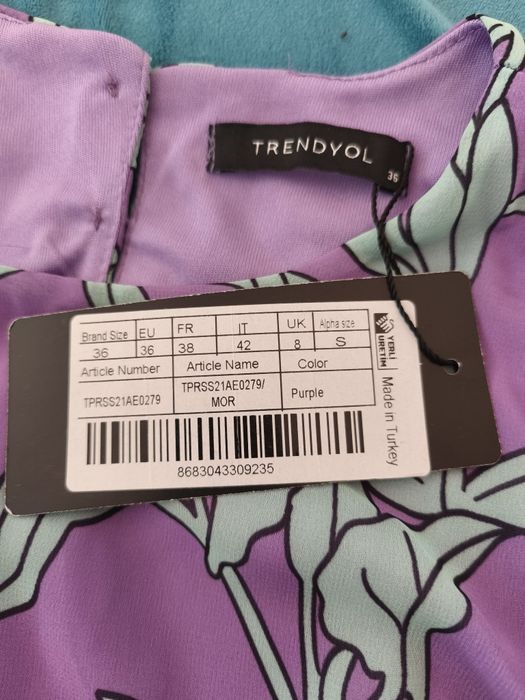 TRENDYOL
36
Brand Size EU FR IT UK Alpha size
36 36 38 42 8 S
Article Number Article Name Color
TPRSS21AE0279 TPRSS21AE0279/ Purple
MOR
8683043309235
YERLİ
ÜRETİM
Made in Turkey